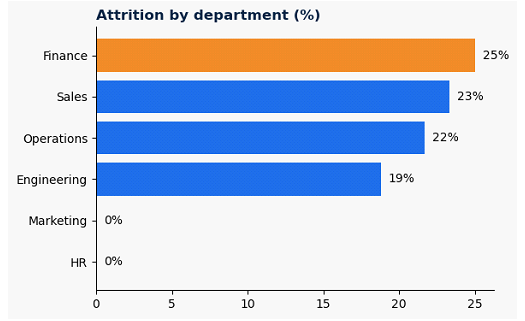 Attrition by department (%)
Finance 25%
Sales 23%
Operations 22%
Engineering 19%
Marketing 0%
HR 0%
0 5 10 15 20 25